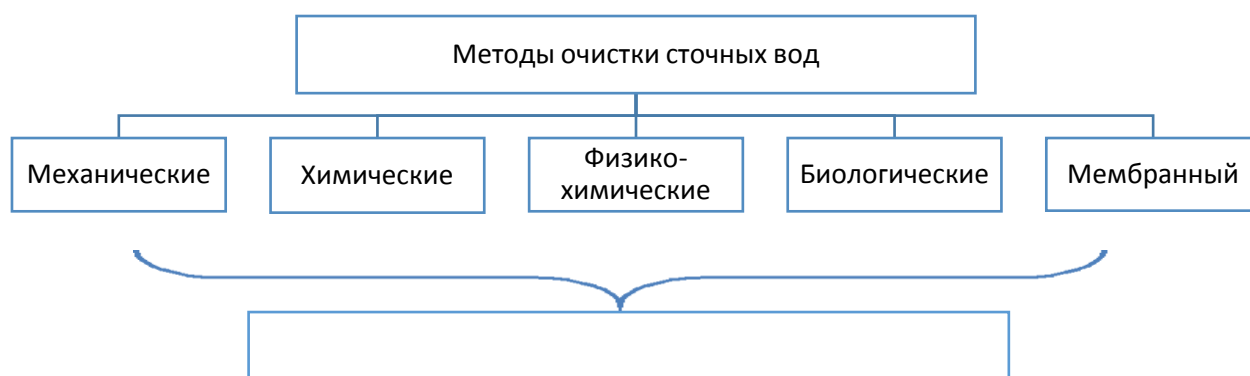 Методы очистки сточных вод
Механические
Химические
Физико-
химические
Биологические
Мембранный